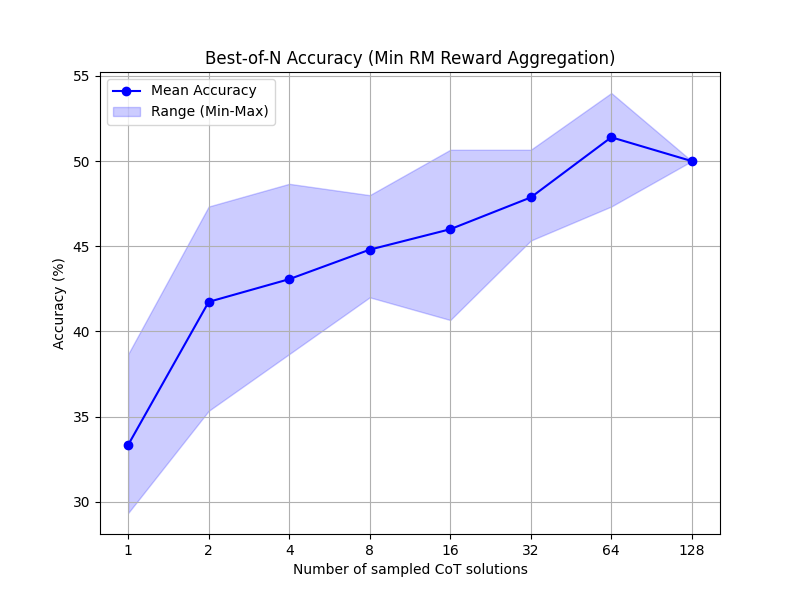 Best-of-N Accuracy (Min RM Reward Aggregation)
Mean Accuracy
Range (Min-Max)
Accuracy (%)
55
50
45
40
35
30
1 2 4 8 16 32 64 128
Number of sampled CoT solutions